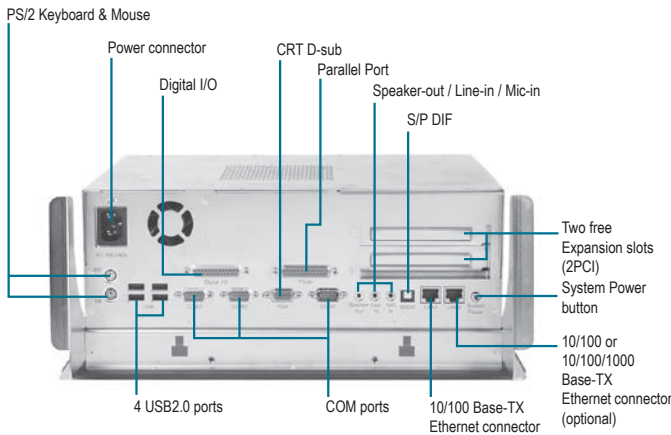 PS/2 Keyboard & Mouse
Power connector
CRT D-sub
Parallel Port
Digital I/O
Speaker-out / Line-in / Mic-in
S/P DIF
Two free
Expansion slots
(2PCI)
System Power
button
10/100 or
10/100/1000
Base-TX
Ethernet connector
(optional)
4 USB2.0 ports
COM ports
10/100 Base-TX
Ethernet connector